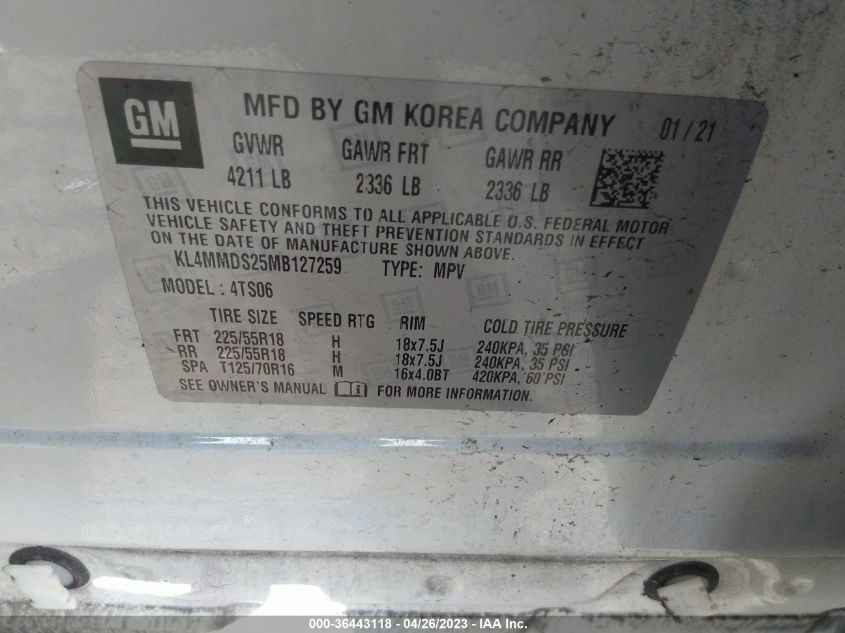 GM MFD BY GM KOREA COMPANY 01/21
GVWR GAWR FRT GAWR RR
4211 LB 2336 LB 2336 LB
THIS VEHICLE CONFORMS TO ALL APPLICABLE U.S. FEDERAL MOTOR
VEHICLE SAFETY AND THEFT PREVENTION STANDARDS IN EFFECT
ON THE DATE OF MANUFACTURE SHOWN ABOVE.
KL4MMDS25MB127259 TYPE: MPV
MODEL: 4TS06
TIRE SIZE SPEED RTG RIM COLD TIRE PRESSURE
FRT 225/55R18 H 18x7.5J 240KPA, 35 PSI
RR 225/55R18 H 18x7.5J 240KPA, 35 PSI
SPA T125/70R16 M 16x4.0BT 420KPA, 60 PSI
SEE OWNER'S MANUAL FOR MORE INFORMATION.
000-36443118 - 04/26/2023 - IAA Inc.